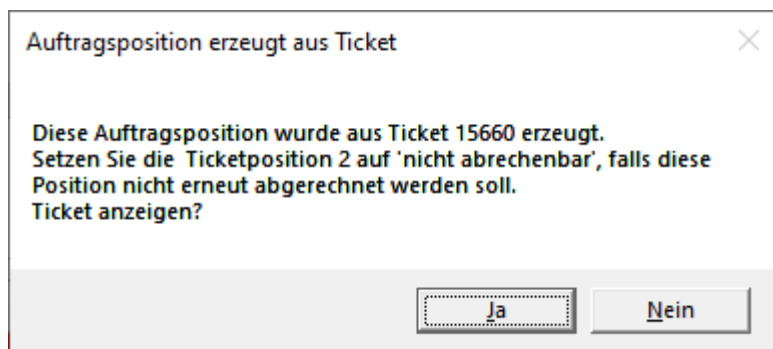 Auftragsposition erzeugt aus Ticket
Diese Auftragsposition wurde aus Ticket 15660 erzeugt.
Setzen Sie die  Ticketposition 2 auf 'nicht abrechenbar', falls diese
Position nicht erneut abgerechnet werden soll.
Ticket anzeigen?
Ja
Nein